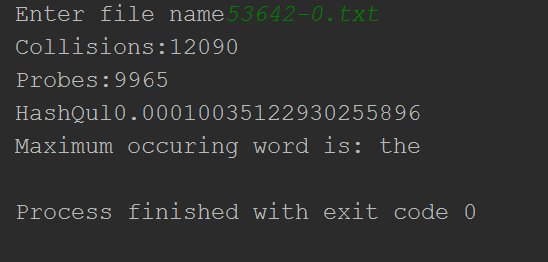 Enter file name53642-0.txt
Collisions:12090
Probes:9965
HashQul0.00010035122930255896
Maximum occuring word is: the
Process finished with exit code 0